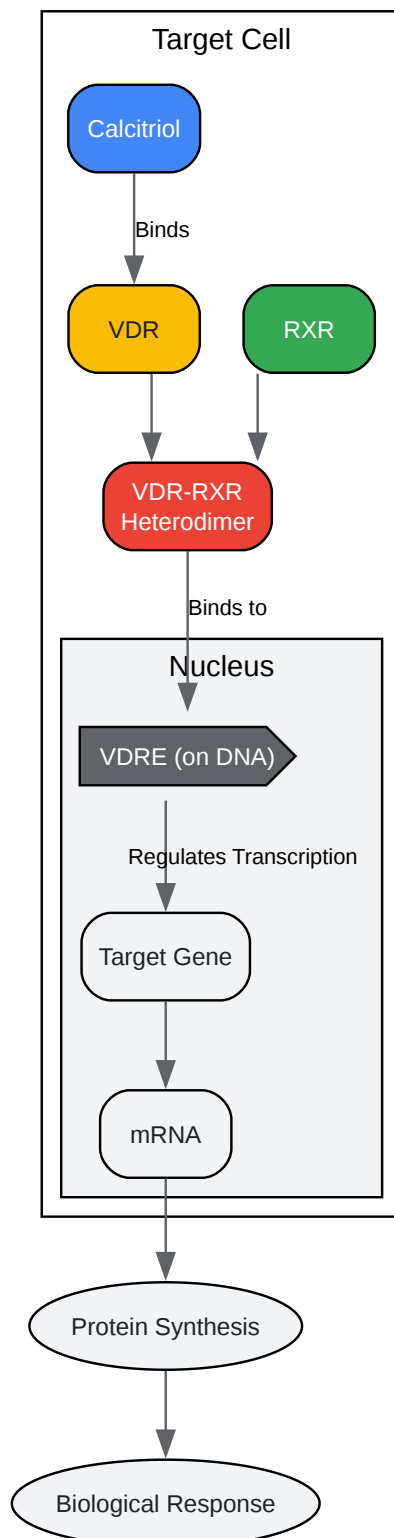 Target Cell
Calcitriol
Binds
VDR
RXR
VDR-RXR
Heterodimer
Binds to
Nucleus
VDRE (on DNA)
Regulates Transcription
Target Gene
mRNA
Protein Synthesis
Biological Response